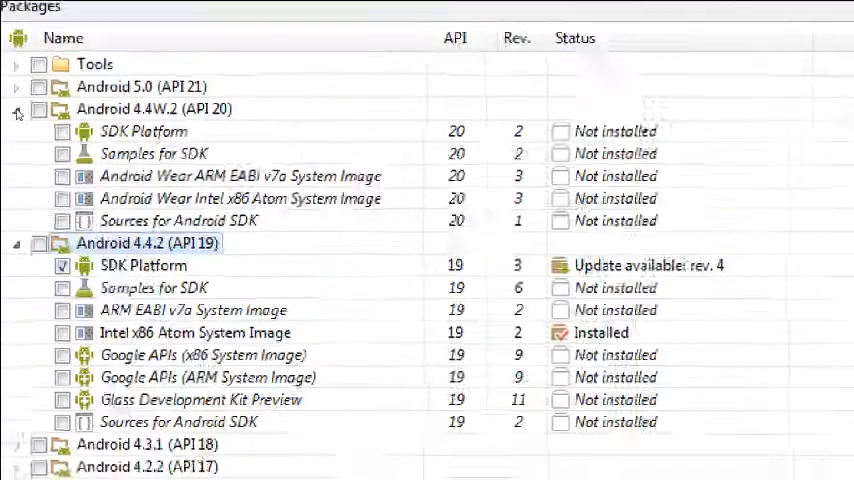 Packages
Name API Rev. Status
Tools
Android 5.0 (API 21)
Android 4.4W.2 (API 20)
SDK Platform 20 2 Not installed
Samples for SDK 20 2 Not installed
Android Wear ARM EABI v7a System Image 20 3 Not installed
Android Wear Intel x86 Atom System Image 20 3 Not installed
Sources for Android SDK 20 1 Not installed
Android 4.4.2 (API 19)
SDK Platform 19 3 Update available: rev. 4
Samples for SDK 19 6 Not installed
ARM EABI v7a System Image 19 2 Not installed
Intel x86 Atom System Image 19 2 Installed
Google APIs (x86 System Image) 19 9 Not installed
Google APIs (ARM System Image) 19 9 Not installed
Glass Development Kit Preview 19 11 Not installed
Sources for Android SDK 19 2 Not installed
Android 4.3.1 (API 18)
Android 4.2.2 (API 17)